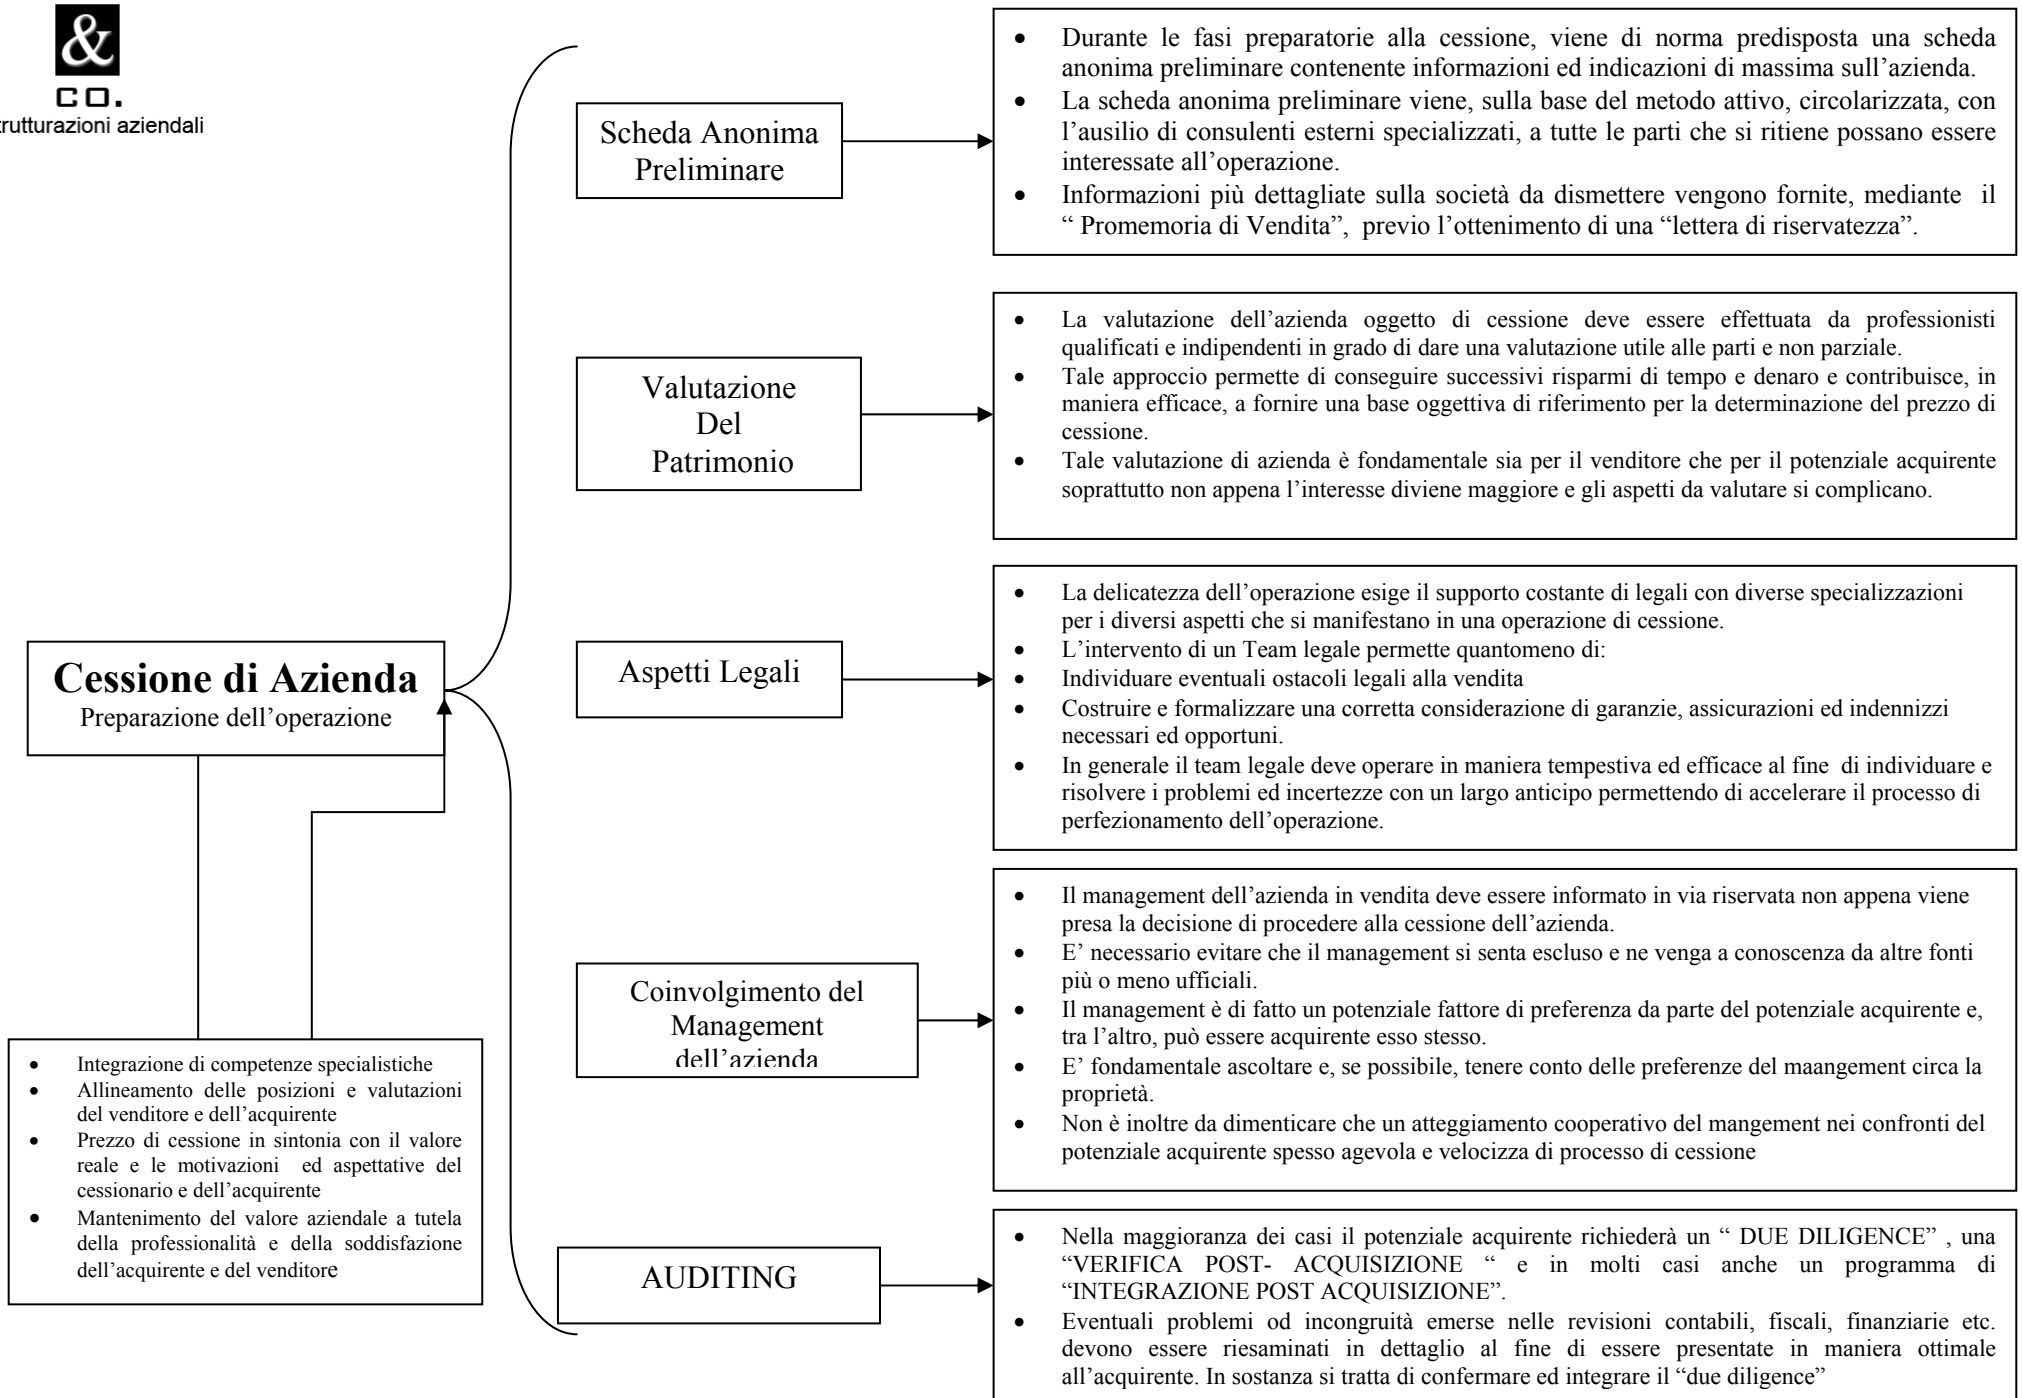 &
CO.
trutturazioni aziendali
Scheda Anonima
Preliminare
• Durante le fasi preparatorie alla cessione, viene di norma predisposta una scheda
anonima preliminare contenente informazioni ed indicazioni di massima sull’azienda.
• La scheda anonima preliminare viene, sulla base del metodo attivo, circolarizzata, con
l’ausilio di consulenti esterni specializzati, a tutte le parti che si ritiene possano essere
interessate all’operazione.
• Informazioni più dettagliate sulla società da dismettere vengono fornite, mediante il
“ Promemoria di Vendita”, previo l’ottenimento di una “lettera di riservatezza”.
Valutazione
Del
Patrimonio
• La valutazione dell’azienda oggetto di cessione deve essere effettuata da professionisti
qualificati e indipendenti in grado di dare una valutazione utile alle parti e non parziale.
• Tale approccio permette di conseguire successivi risparmi di tempo e denaro e contribuisce, in
maniera efficace, a fornire una base oggettiva di riferimento per la determinazione del prezzo di
cessione.
• Tale valutazione di azienda è fondamentale sia per il venditore che per il potenziale acquirente
soprattutto non appena l’interesse diviene maggiore e gli aspetti da valutare si complicano.
Cessione di Azienda
Preparazione dell’operazione
Aspetti Legali
• La delicatezza dell’operazione esige il supporto costante di legali con diverse specializzazioni
per i diversi aspetti che si manifestano in una operazione di cessione.
• L’intervento di un Team legale permette quantomeno di:
• Individuare eventuali ostacoli legali alla vendita
• Costruire e formalizzare una corretta considerazione di garanzie, assicurazioni ed indennizzi
necessari ed opportuni.
• In generale il team legale deve operare in maniera tempestiva ed efficace al fine di individuare e
risolvere i problemi ed incertezze con un largo anticipo permettendo di accelerare il processo di
perfezionamento dell’operazione.
Coinvolgimento del
Management
dell’azienda
• Il management dell’azienda in vendita deve essere informato in via riservata non appena viene
presa la decisione di procedere alla cessione dell’azienda.
• E’ necessario evitare che il management si senta escluso e ne venga a conoscenza da altre fonti
più o meno ufficiali.
• Il management è di fatto un potenziale fattore di preferenza da parte del potenziale acquirente e,
tra l’altro, può essere acquirente esso stesso.
• E’ fondamentale ascoltare e, se possibile, tenere conto delle preferenze del maangement circa la
proprietà.
• Non è inoltre da dimenticare che un atteggiamento cooperativo del mangement nei confronti del
potenziale acquirente spesso agevola e velocizza di processo di cessione
• Integrazione di competenze specialistiche
• Allineamento delle posizioni e valutazioni
del venditore e dell’acquirente
• Prezzo di cessione in sintonia con il valore
reale e le motivazioni ed aspettative del
cessionario e dell’acquirente
• Mantenimento del valore aziendale a tutela
della professionalità e della soddisfazione
dell’acquirente e del venditore
AUDITING
• Nella maggioranza dei casi il potenziale acquirente richiederà un “ DUE DILIGENCE” , una
“VERIFICA POST- ACQUISIZIONE “ e in molti casi anche un programma di
“INTEGRAZIONE POST ACQUISIZIONE”.
• Eventuali problemi od incongruità emerse nelle revisioni contabili, fiscali, finanziarie etc.
devono essere riesaminati in dettaglio al fine di essere presentate in maniera ottimale
all’acquirente. In sostanza si tratta di confermare ed integrare il “due diligence”